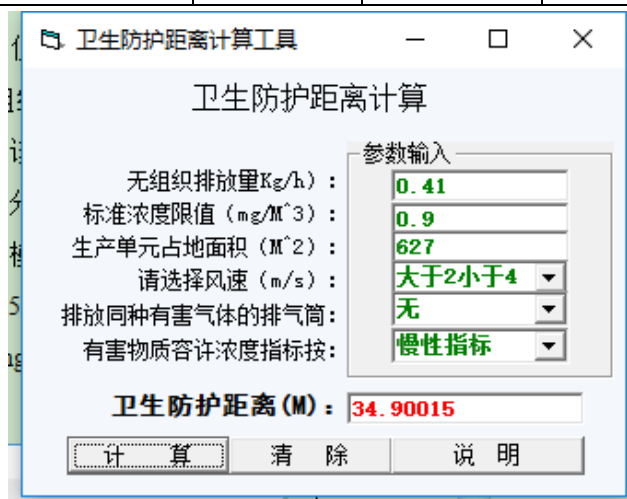 卫生防护距离计算工具
卫生防护距离计算
参数输入
无组织排放量Kg/h）： 0.41
标准浓度限值（mg/M^3）： 0.9
生产单元占地面积（M^2）： 627
请选择风速（m/s）： 大于2小于4
排放同种有害气体的排气筒： 无
有害物质容许浓度指标按： 慢性指标
卫生防护距离(M)： 34.90015
计 算 清 除 说 明